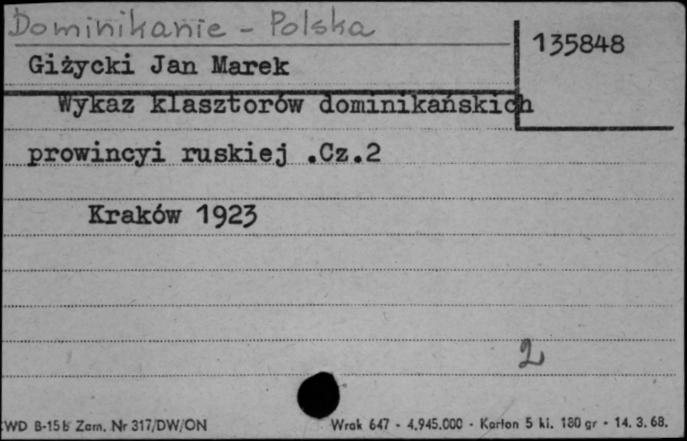 Dominikanie - Polska
135848
Giżycki Jan Marek
Wykaz klasztorów dominikańskich
prowincyi ruskiej .Cz.2
Kraków 1923
2
WD B-15b Zam. Nr 317/DW/ON
Wrak 647 - 4.945.000 - Karton 5 kl. 180 gr - 14. 3. 68.